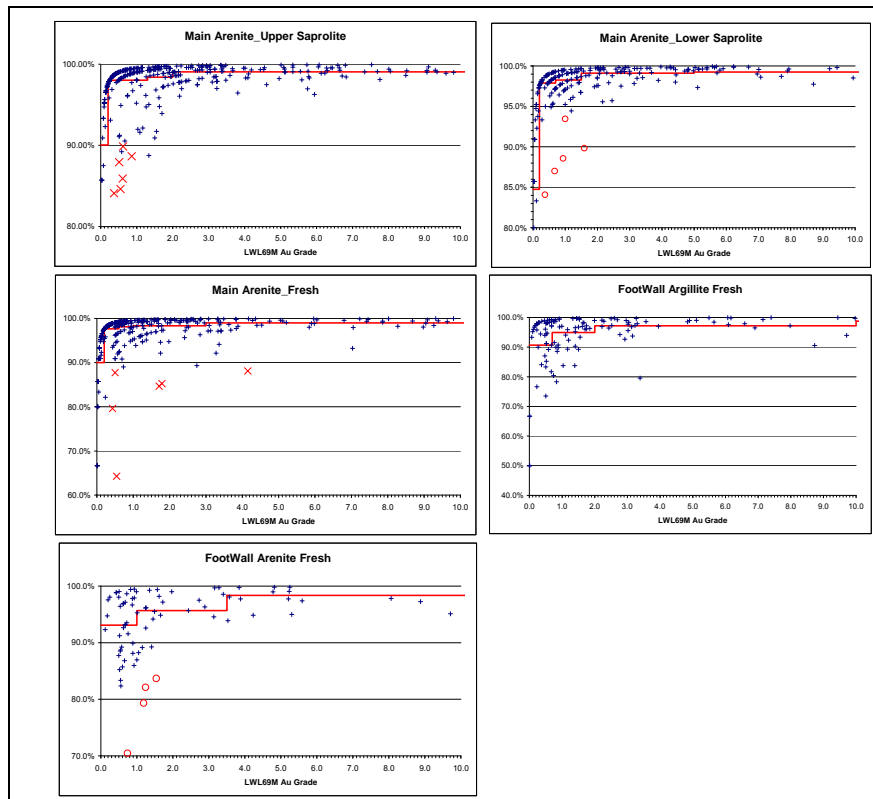 Main Arenite_Upper Saprolite
100.00%
90.00%
80.00%
0.0 1.0 2.0 3.0 4.0 5.0 6.0 7.0 8.0 9.0 10.0
LWL69M Au Grade
Main Arenite_Lower Saprolite
100.0%
95.0%
90.0%
85.0%
80.0%
0.0 1.0 2.0 3.0 4.0 5.0 6.0 7.0 8.0 9.0 10.0
LWL69M Au Grade
Main Arenite_Fresh
100.0%
90.0%
80.0%
70.0%
60.0%
0.0 1.0 2.0 3.0 4.0 5.0 6.0 7.0 8.0 9.0 10.0
LWL69M Au Grade
FootWall Argillite Fresh
100.0%
90.0%
80.0%
70.0%
60.0%
50.0%
40.0%
0.0 1.0 2.0 3.0 4.0 5.0 6.0 7.0 8.0 9.0 10.0
LWL69M Au Grade
FootWall Arenite Fresh
100.0%
90.0%
80.0%
70.0%
0.0 1.0 2.0 3.0 4.0 5.0 6.0 7.0 8.0 9.0 10.0
LWL69M Au Grade